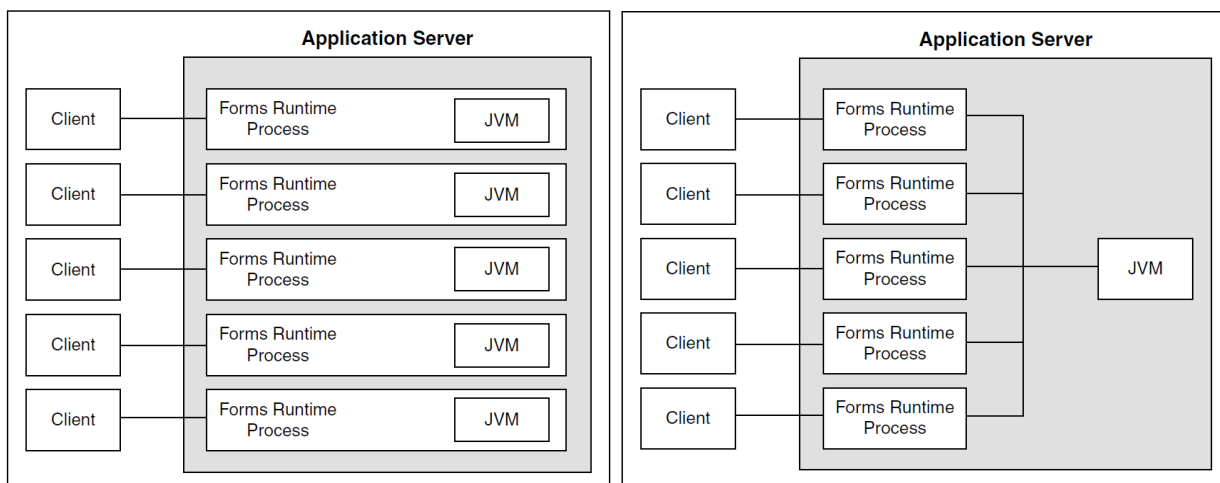 Application Server
Client
Forms Runtime
Process
JVM
Client
Forms Runtime
Process
JVM
Client
Forms Runtime
Process
JVM
Client
Forms Runtime
Process
JVM
Client
Forms Runtime
Process
JVM
Application Server
Client
Forms Runtime
Process
Client
Forms Runtime
Process
Client
Forms Runtime
Process
JVM
Client
Forms Runtime
Process
Client
Forms Runtime
Process